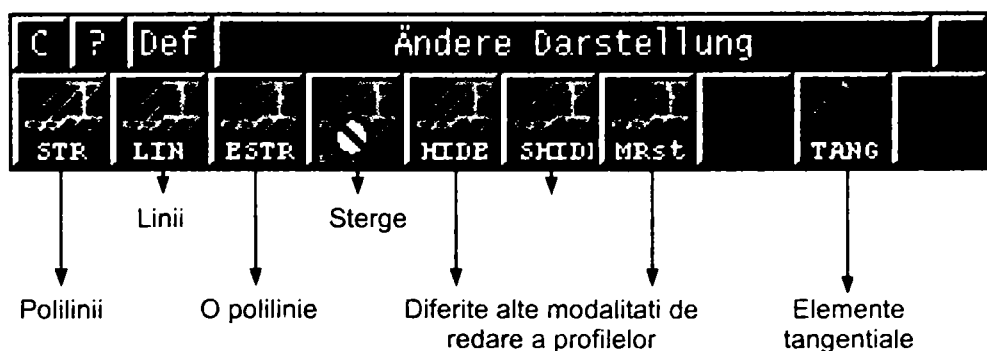 C ? Def Ändere Darstellung
STR LIN ESTR HIDE SHIDI MRst TANG
Linii Sterge
Polilinii O polilinie Diferite alte modalitati de Elemente
redare a profilelor tangentiale